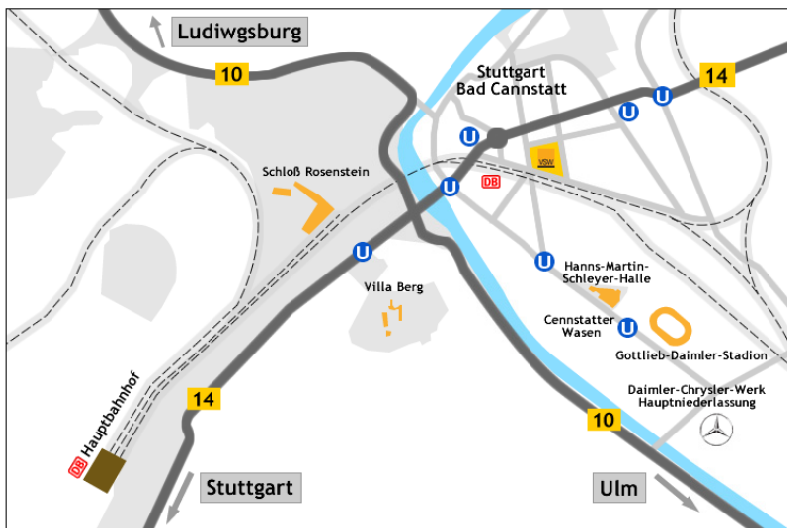 Ludiwgsburg
10
Stuttgart
Bad Cannstatt
14
U
U
U
VSW
Schloß Rosenstein
DB
U
U
U
Hanns-Martin-
Schleyer-Halle
Villa Berg
Cennstatter
Wasen
U
Gottlieb-Daimler-Stadion
Daimler-Chrysler-Werk
Hauptniederlassung
14
10
DB Hauptbahnhof
Stuttgart
Ulm